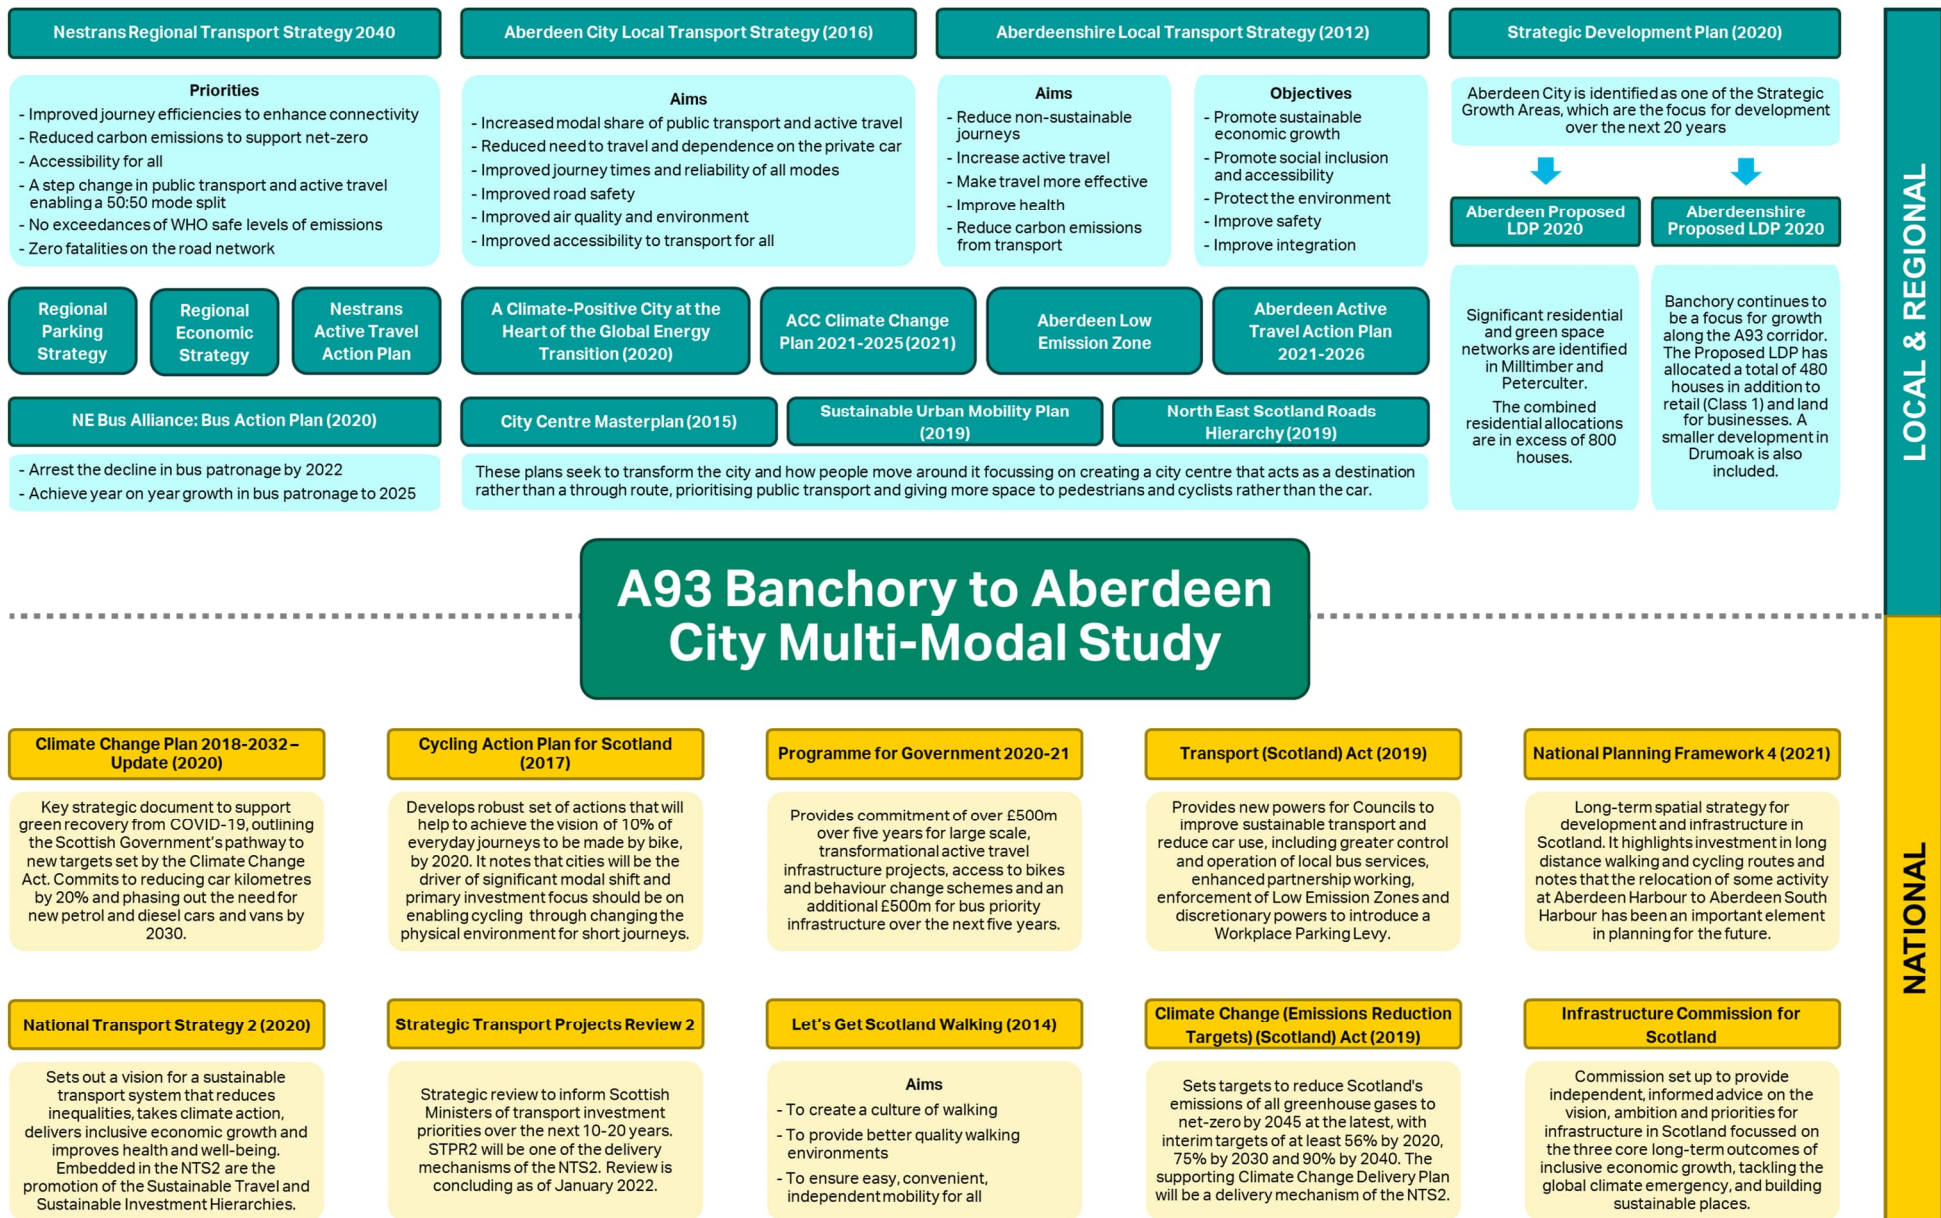 Nestrans Regional Transport Strategy 2040
Priorities
- Improved journey efficiencies to enhance connectivity
- Reduced carbon emissions to support net-zero
- Accessibility for all
- A step change in public transport and active travel
enabling a 50:50 mode split
- No exceedances of WHO safe levels of emissions
- Zero fatalities on the road network
Regional
Parking
Strategy
Regional
Economic
Strategy
Nestrans
Active Travel
Action Plan
NE Bus Alliance: Bus Action Plan (2020)
- Arrest the decline in bus patronage by 2022
- Achieve year on year growth in bus patronage to 2025
Aberdeen City Local Transport Strategy (2016)
Aims
- Increased modal share of public transport and active travel
- Reduced need to travel and dependence on the private car
- Improved journey times and reliability of all modes
- Improved road safety
- Improved air quality and environment
- Improved accessibility to transport for all
Aberdeenshire Local Transport Strategy (2012)
Aims
- Reduce non-sustainable
journeys
- Increase active travel
- Make travel more effective
- Improve health
- Reduce carbon emissions
from transport
Objectives
- Promote sustainable
economic growth
- Promote social inclusion
and accessibility
- Protect the environment
- Improve safety
- Improve integration
A Climate-Positive City at the
Heart of the Global Energy
Transition (2020)
ACC Climate Change
Plan 2021-2025 (2021)
Aberdeen Low
Emission Zone
Aberdeen Active
Travel Action Plan
2021-2026
City Centre Masterplan (2015)
Sustainable Urban Mobility Plan
(2019)
North East Scotland Roads
Hierarchy (2019)
These plans seek to transform the city and how people move around it focussing on creating a city centre that acts as a destination
rather than a through route, prioritising public transport and giving more space to pedestrians and cyclists rather than the car.
Strategic Development Plan (2020)
Aberdeen City is identified as one of the Strategic
Growth Areas, which are the focus for development
over the next 20 years
Aberdeen Proposed
LDP 2020
Significant residential
and green space
networks are identified
in Milltimber and
Peterculter.
The combined
residential allocations
are in excess of 800
houses.
Aberdeenshire
Proposed LDP 2020
Banchory continues to
be a focus for growth
along the A93 corridor.
The Proposed LDP has
allocated a total of 480
houses in addition to
retail (Class 1) and land
for businesses. A
smaller development in
Drumoak is also
included.
LOCAL & REGIONAL
A93 Banchory to Aberdeen
City Multi-Modal Study
Climate Change Plan 2018-2032 –
Update (2020)
Key strategic document to support
green recovery from COVID-19, outlining
the Scottish Government's pathway to
new targets set by the Climate Change
Act. Commits to reducing car kilometres
by 20% and phasing out the need for
new petrol and diesel cars and vans by
2030.
Cycling Action Plan for Scotland
(2017)
Develops robust set of actions that will
help to achieve the vision of 10% of
everyday journeys to be made by bike,
by 2020. It notes that cities will be the
driver of significant modal shift and
primary investment focus should be on
enabling cycling through changing the
physical environment for short journeys.
Programme for Government 2020-21
Provides commitment of over £500m
over five years for large scale,
transformational active travel
infrastructure projects, access to bikes
and behaviour change schemes and an
additional £500m for bus priority
infrastructure over the next five years.
Transport (Scotland) Act (2019)
Provides new powers for Councils to
improve sustainable transport and
reduce car use, including greater control
and operation of local bus services,
enhanced partnership working,
enforcement of Low Emission Zones and
discretionary powers to introduce a
Workplace Parking Levy.
National Planning Framework 4 (2021)
Long-term spatial strategy for
development and infrastructure in
Scotland. It highlights investment in long
distance walking and cycling routes and
notes that the relocation of some activity
at Aberdeen Harbour to Aberdeen South
Harbour has been an important element
in planning for the future.
National Transport Strategy 2 (2020)
Sets out a vision for a sustainable
transport system that reduces
inequalities, takes climate action,
delivers inclusive economic growth and
improves health and well-being.
Embedded in the NTS2 are the
promotion of the Sustainable Travel and
Sustainable Investment Hierarchies.
Strategic Transport Projects Review 2
Strategic review to inform Scottish
Ministers of transport investment
priorities over the next 10-20 years.
STPR2 will be one of the delivery
mechanisms of the NTS2. Review is
concluding as of January 2022.
Let's Get Scotland Walking (2014)
Aims
- To create a culture of walking
- To provide better quality walking
environments
- To ensure easy, convenient,
independent mobility for all
Climate Change (Emissions Reduction
Targets) (Scotland) Act (2019)
Sets targets to reduce Scotland's
emissions of all greenhouse gases to
net-zero by 2045 at the latest, with
interim targets of at least 56% by 2020,
75% by 2030 and 90% by 2040. The
supporting Climate Change Delivery Plan
will be a delivery mechanism of the NTS2.
Infrastructure Commission for
Scotland
Commission set up to provide
independent, informed advice on the
vision, ambition and priorities for
infrastructure in Scotland focussed on
the three core long-term outcomes of
inclusive economic growth, tackling the
global climate emergency, and building
sustainable places.
NATIONAL